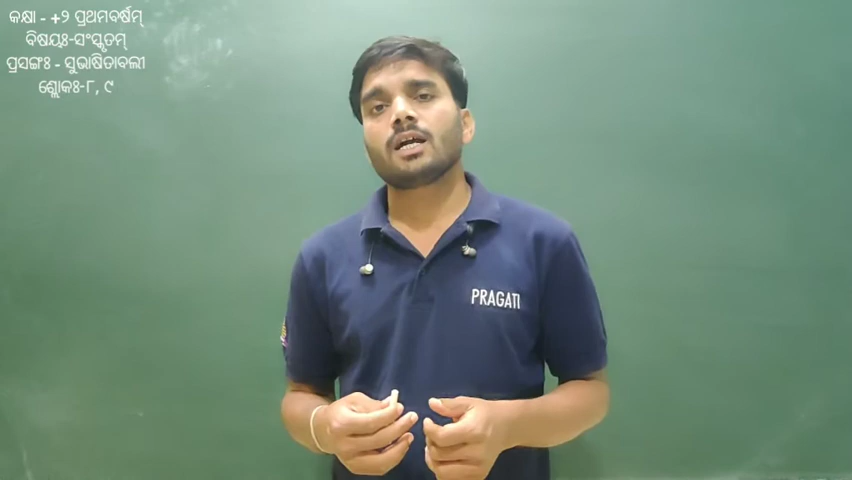 କକ୍ଷା - +୨ ପ୍ରଥମବର୍ଷମ୍
ବିଷୟଃ-ସଂସ୍କୃତମ୍
ପ୍ରସଙ୍ଗଃ - ସୁଭାଷିତାବଲୀ
ଶ୍ଲୋକଃ-୮, ୯
PRAGATI